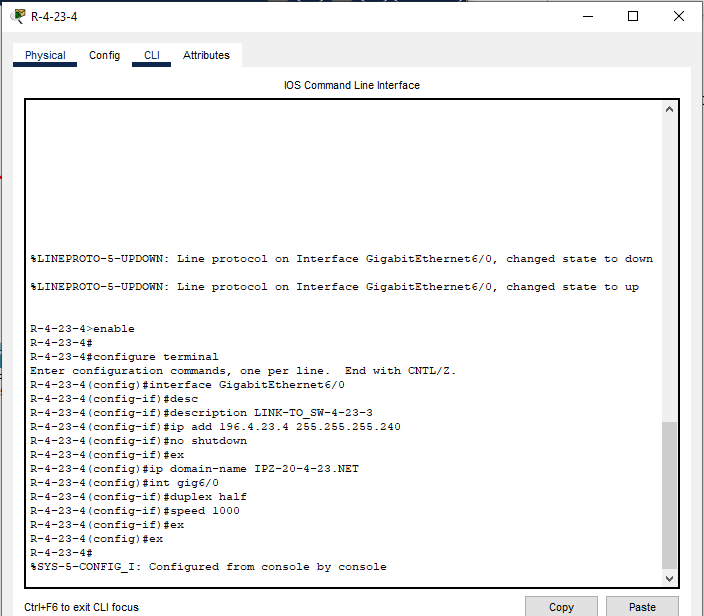 R-4-23-4
Physical Config CLI Attributes
IOS Command Line Interface
%LINEPROTO-5-UPDOWN: Line protocol on Interface GigabitEthernet6/0, changed state to down
%LINEPROTO-5-UPDOWN: Line protocol on Interface GigabitEthernet6/0, changed state to up
R-4-23-4>enable
R-4-23-4#
R-4-23-4#configure terminal
Enter configuration commands, one per line.  End with CNTL/Z.
R-4-23-4(config)#interface GigabitEthernet6/0
R-4-23-4(config-if)#desc
R-4-23-4(config-if)#description LINK-TO_SW-4-23-3
R-4-23-4(config-if)#ip add 196.4.23.4 255.255.255.240
R-4-23-4(config-if)#no shutdown
R-4-23-4(config-if)#ex
R-4-23-4(config)#ip domain-name IPZ-20-4-23.NET
R-4-23-4(config)#int gig6/0
R-4-23-4(config-if)#duplex half
R-4-23-4(config-if)#speed 1000
R-4-23-4(config-if)#ex
R-4-23-4(config)#ex
R-4-23-4#
%SYS-5-CONFIG_I: Configured from console by console
Ctrl+F6 to exit CLI focus
Copy Paste